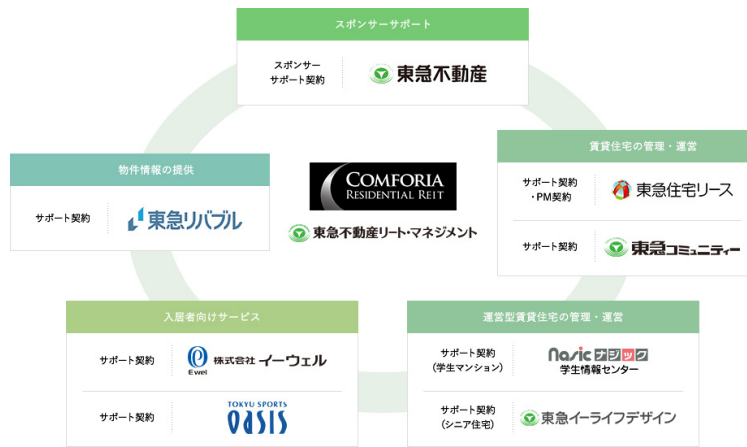 スポンサーサポート
スポンサー
サポート契約
東急不動産
物件情報の提供
サポート契約
東急リバブル
COMFORIA
RESIDENTIAL REIT
東急不動産リート・マネジメント
賃貸住宅の管理・運営
サポート契約
・PM契約
東急住宅リース
サポート契約
東急コミュニティー
入居者向けサービス
サポート契約
Ewel
株式会社イーウェル
サポート契約
TOKYU SPORTS
OASIS
運営型賃貸住宅の管理・運営
サポート契約
(学生マンション)
Nasic ナジック
学生情報センター
サポート契約
(シニア住宅)
東急イーライフデザイン